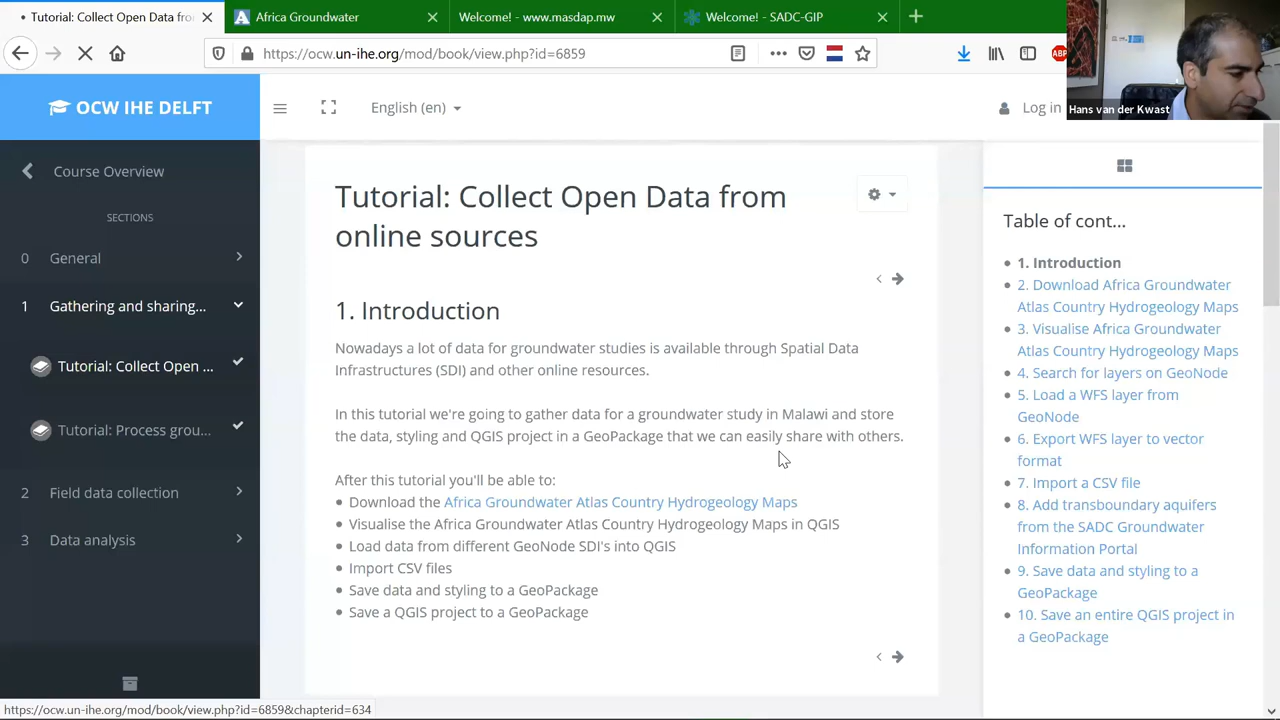 Tutorial: Collect Open Data fro
Africa Groundwater
Welcome! - www.masdap.mw
Welcome! - SADC-GIP
https://ocw.un-ihe.org/mod/book/view.php?id=6859
ABP
Hans van der Kwast
OCW IHE DELFT
English (en)
Log in
Course Overview
SECTIONS
0 General
1 Gathering and sharing...
Tutorial: Collect Open ...
Tutorial: Process grou...
2 Field data collection
3 Data analysis
Tutorial: Collect Open Data from
online sources
1. Introduction
Nowadays a lot of data for groundwater studies is available through Spatial Data
Infrastructures (SDI) and other online resources.
In this tutorial we're going to gather data for a groundwater study in Malawi and store
the data, styling and QGIS project in a GeoPackage that we can easily share with others.
After this tutorial you'll be able to:
Download the Africa Groundwater Atlas Country Hydrogeology Maps
Visualise the Africa Groundwater Atlas Country Hydrogeology Maps in QGIS
Load data from different GeoNode SDI's into QGIS
Import CSV files
Save data and styling to a GeoPackage
Save a QGIS project to a GeoPackage
Table of cont...
1. Introduction
2. Download Africa Groundwater
Atlas Country Hydrogeology Maps
3. Visualise Africa Groundwater
Atlas Country Hydrogeology Maps
4. Search for layers on GeoNode
5. Load a WFS layer from
GeoNode
6. Export WFS layer to vector
format
7. Import a CSV file
8. Add transboundary aquifers
from the SADC Groundwater
Information Portal
9. Save data and styling to a
GeoPackage
10. Save an entire QGIS project in
a GeoPackage
https://ocw.un-ihe.org/mod/book/view.php?id=6859&chapterid=634